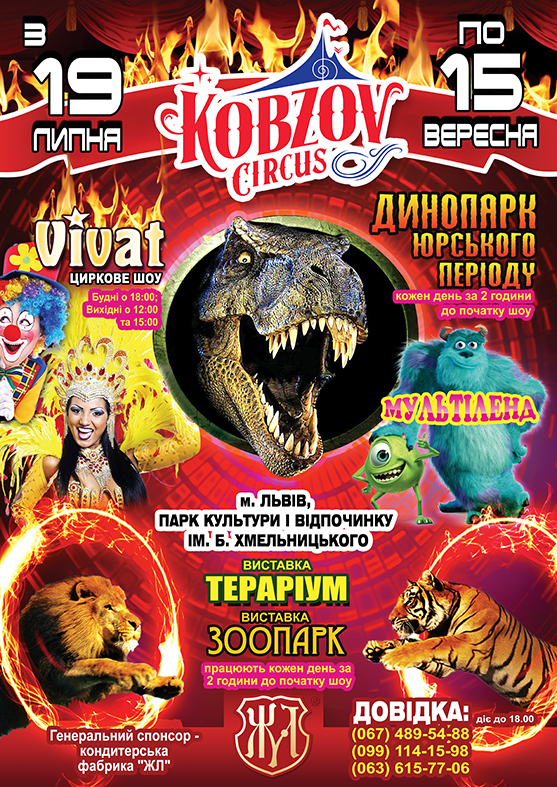 З
19
ЛИПНЯ
ПО
15
ВЕРЕСНЯ
KOBZOV
CIRCUS
Vivat
ЦИРКОВЕ ШОУ
Будні о 18:00;
Вихідні о 12:00
та 15:00
ДИНОПАРК
ЮРСЬКОГО
ПЕРІОДУ
кожен день за 2 години
до початку шоу
МУЛЬТІЛЕНД
м. ЛЬВІВ,
ПАРК КУЛЬТУРИ І ВІДПОЧИНКУ
ІМ. Б. ХМЕЛЬНИЦЬКОГО
ВИСТАВКА
ТЕРАРІУМ
ВИСТАВКА
ЗООПАРК
працюють кожен день за
2 години до початку шоу
Генеральний спонсор -
кондитерська
фабрика "ЖЛ"
ЖЛ
®
ДОВІДКА: діє до 18.00
(067) 489-54-88
(099) 114-15-98
(063) 615-77-06